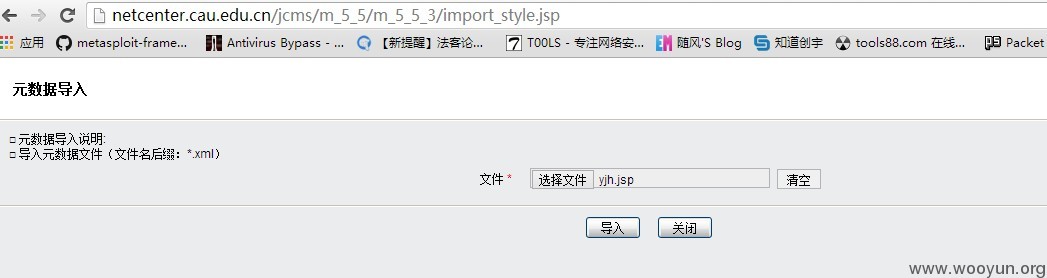 netcenter.cau.edu.cn/jcms/m_5_5/m_5_5_3/import_style.jsp
应用 metasploit-frame... Antivirus Bypass - ... 【新提醒】法客论... T00LS - 专注网络安... 随风'S Blog 知道创宇 tools88.com 在线... Packet
元数据导入
元数据导入说明:
导入元数据文件（文件名后缀：*.xml）
文件 * 选择文件 yjh.jsp 清空
导入 关闭
www.wooyun.org